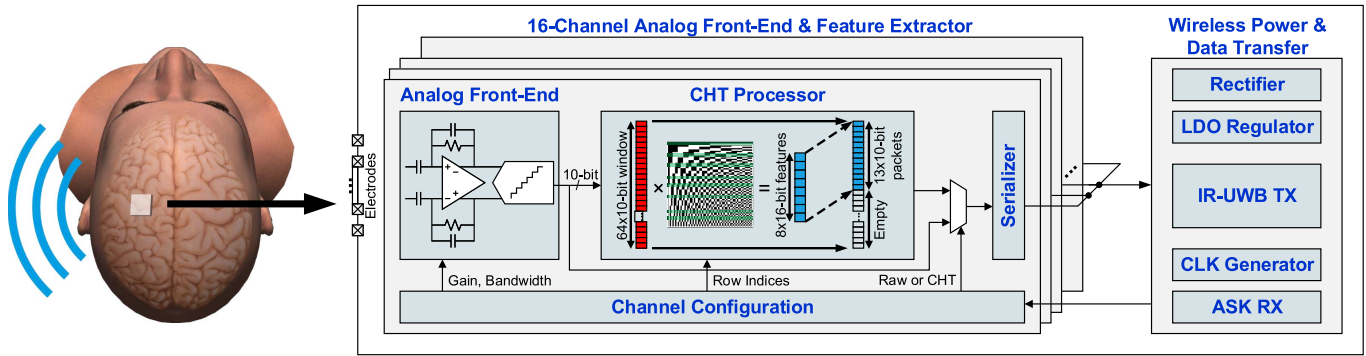 16-Channel Analog Front-End & Feature Extractor
Wireless Power &
Data Transfer
Analog Front-End
CHT Processor
Rectifier
LDO Regulator
IR-UWB TX
CLK Generator
ASK RX
Electrodes
10-bit
64x10-bit window
×
=
8x16-bit features
13x10-bit
packets
Empty
Serializer
Gain, Bandwidth
Row Indices
Raw or CHT
Channel Configuration